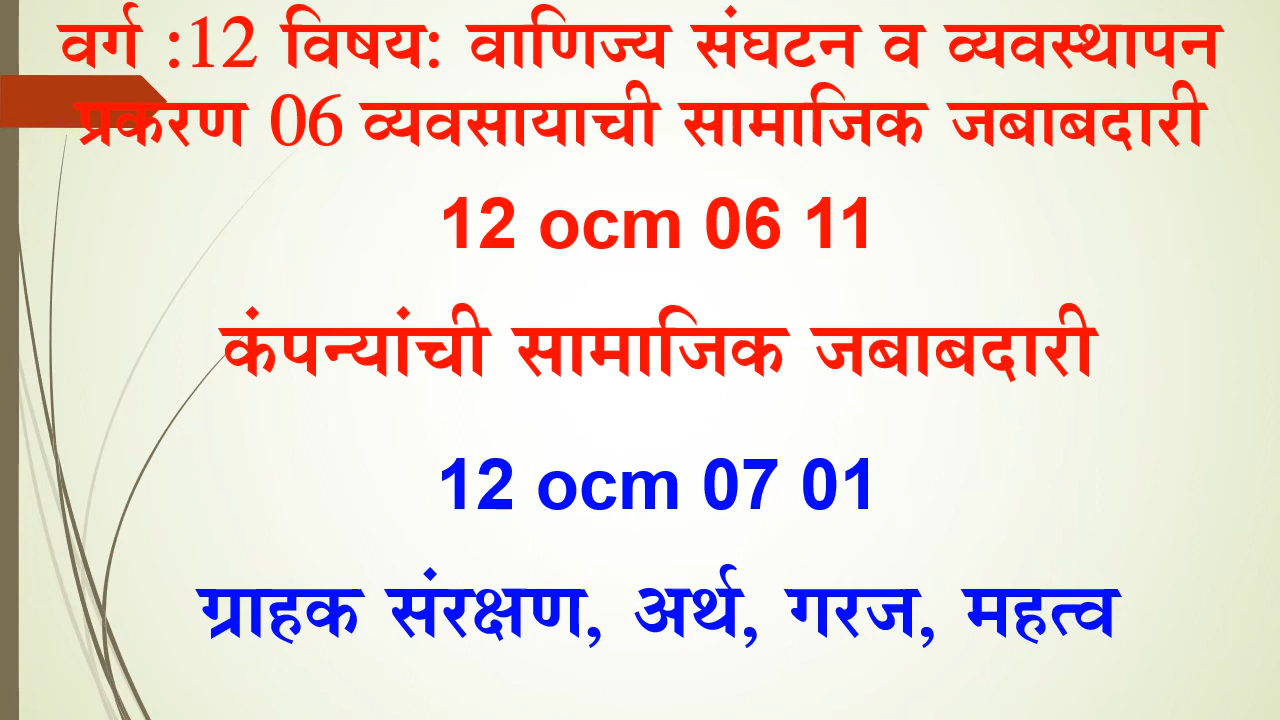 वर्ग :12 विषय: वाणिज्य संघटन व व्यवस्थापन
प्रकरण 06 व्यवसायाची सामाजिक जबाबदारी
12 ocm 06 11
कंपन्यांची सामाजिक जबाबदारी
12 ocm 07 01
ग्राहक संरक्षण, अर्थ, गरज, महत्व